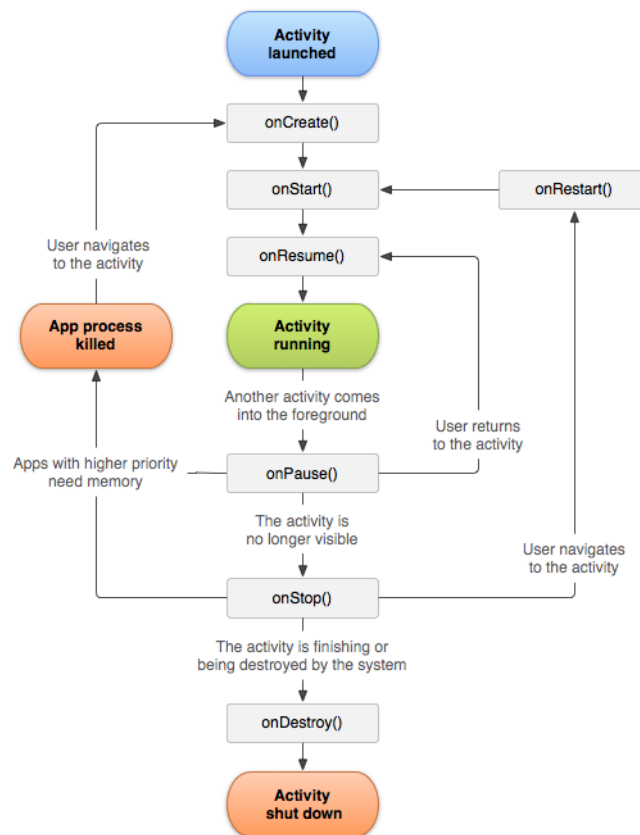 Activity
launched
onCreate()
onStart()
onRestart()
User navigates
to the activity
onResume()
App process
killed
Activity
running
Another activity comes
into the foreground
User returns
to the activity
Apps with higher priority
need memory
onPause()
The activity is
no longer visible
User navigates
to the activity
onStop()
The activity is finishing or
being destroyed by the system
onDestroy()
Activity
shut down